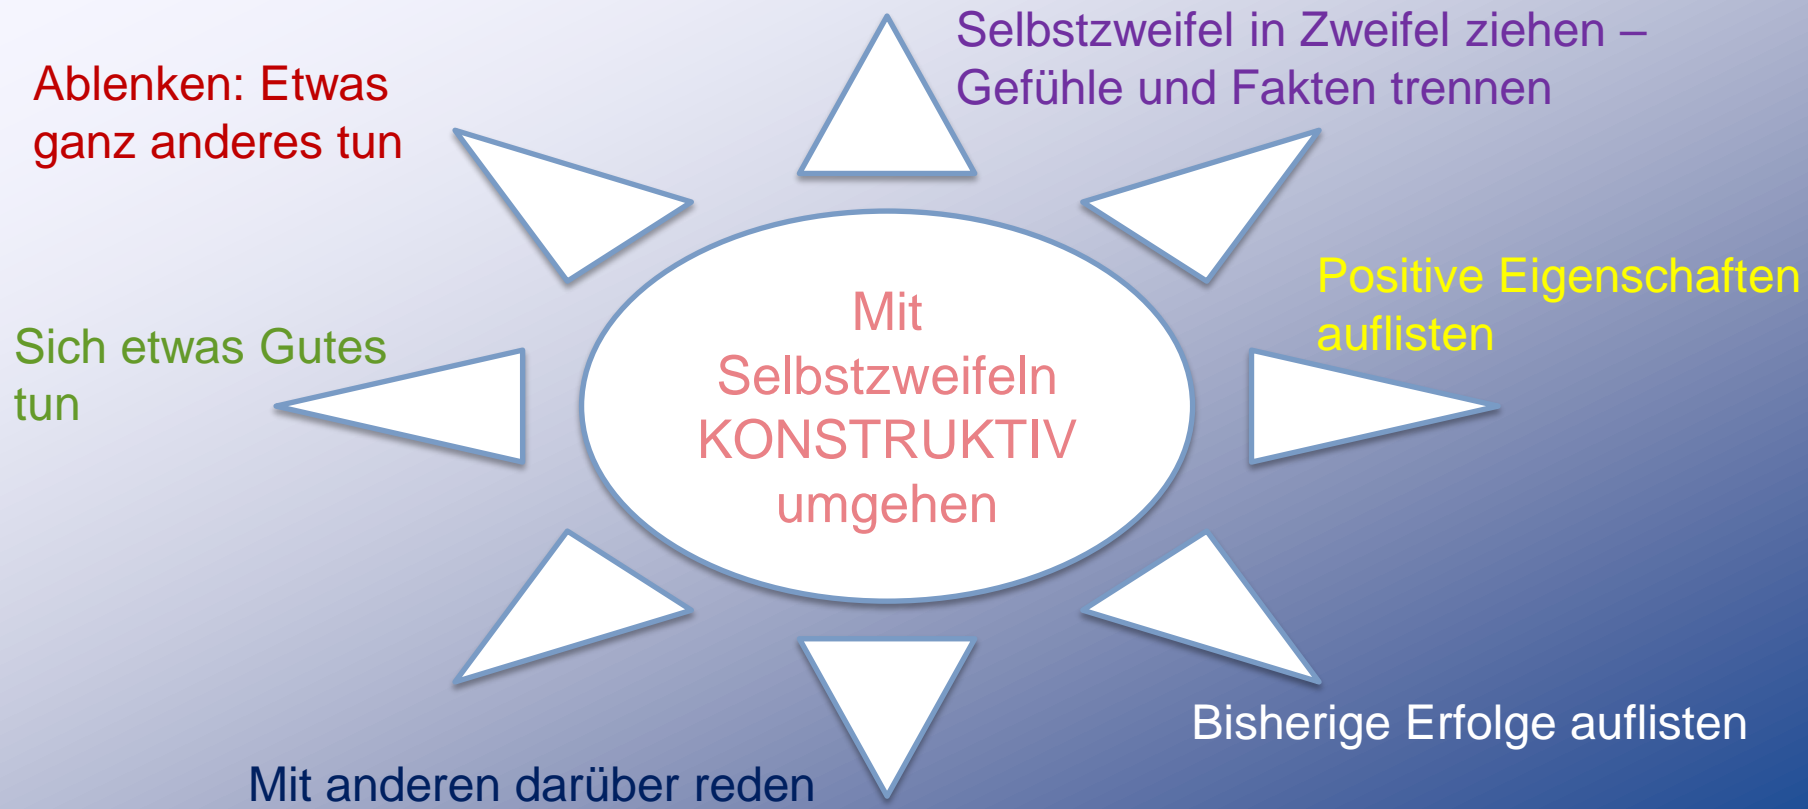 Selbstzweifel in Zweifel ziehen –
Gefühle und Fakten trennen
Ablenken: Etwas
ganz anderes tun
Positive Eigenschaften
auflisten
Mit
Selbstzweifeln
KONSTRUKTIV
umgehen
Sich etwas Gutes
tun
Bisherige Erfolge auflisten
Mit anderen darüber reden